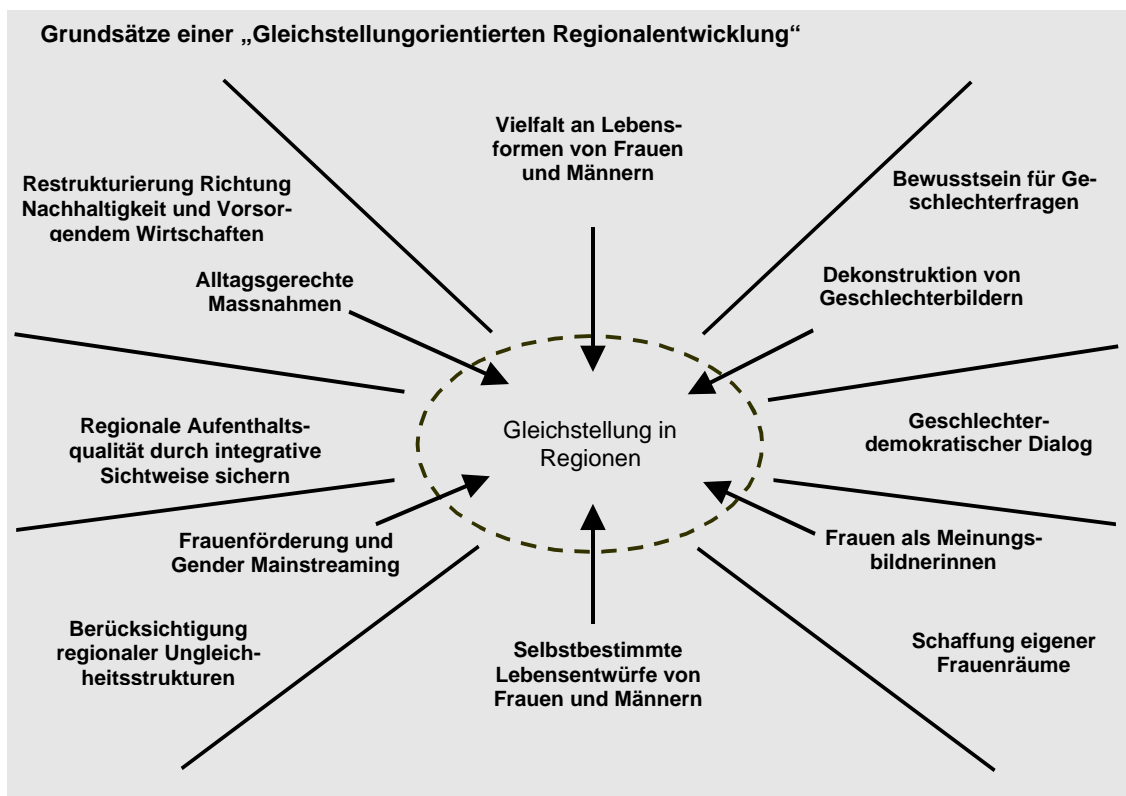 Grundsätze einer „Gleichstellungorientierten Regionalentwicklung“
Vielfalt an Lebens-
formen von Frauen
und Männern
Restrukturierung Richtung
Nachhaltigkeit und Vorsor-
gendem Wirtschaften
Bewusstsein für Ge-
schlechterfragen
Alltagsgerechte
Massnahmen
Dekonstruktion von
Geschlechterbildern
Regionale Aufenthalts-
qualität durch integrative
Sichtweise sichern
Gleichstellung in
Regionen
Geschlechter-
demokratischer Dialog
Frauenförderung und
Gender Mainstreaming
Frauen als Meinungs-
bildnerinnen
Berücksichtigung
regionaler Ungleich-
heitsstrukturen
Selbstbestimmte
Lebensentwürfe von
Frauen und Männern
Schaffung eigener
Frauenräume